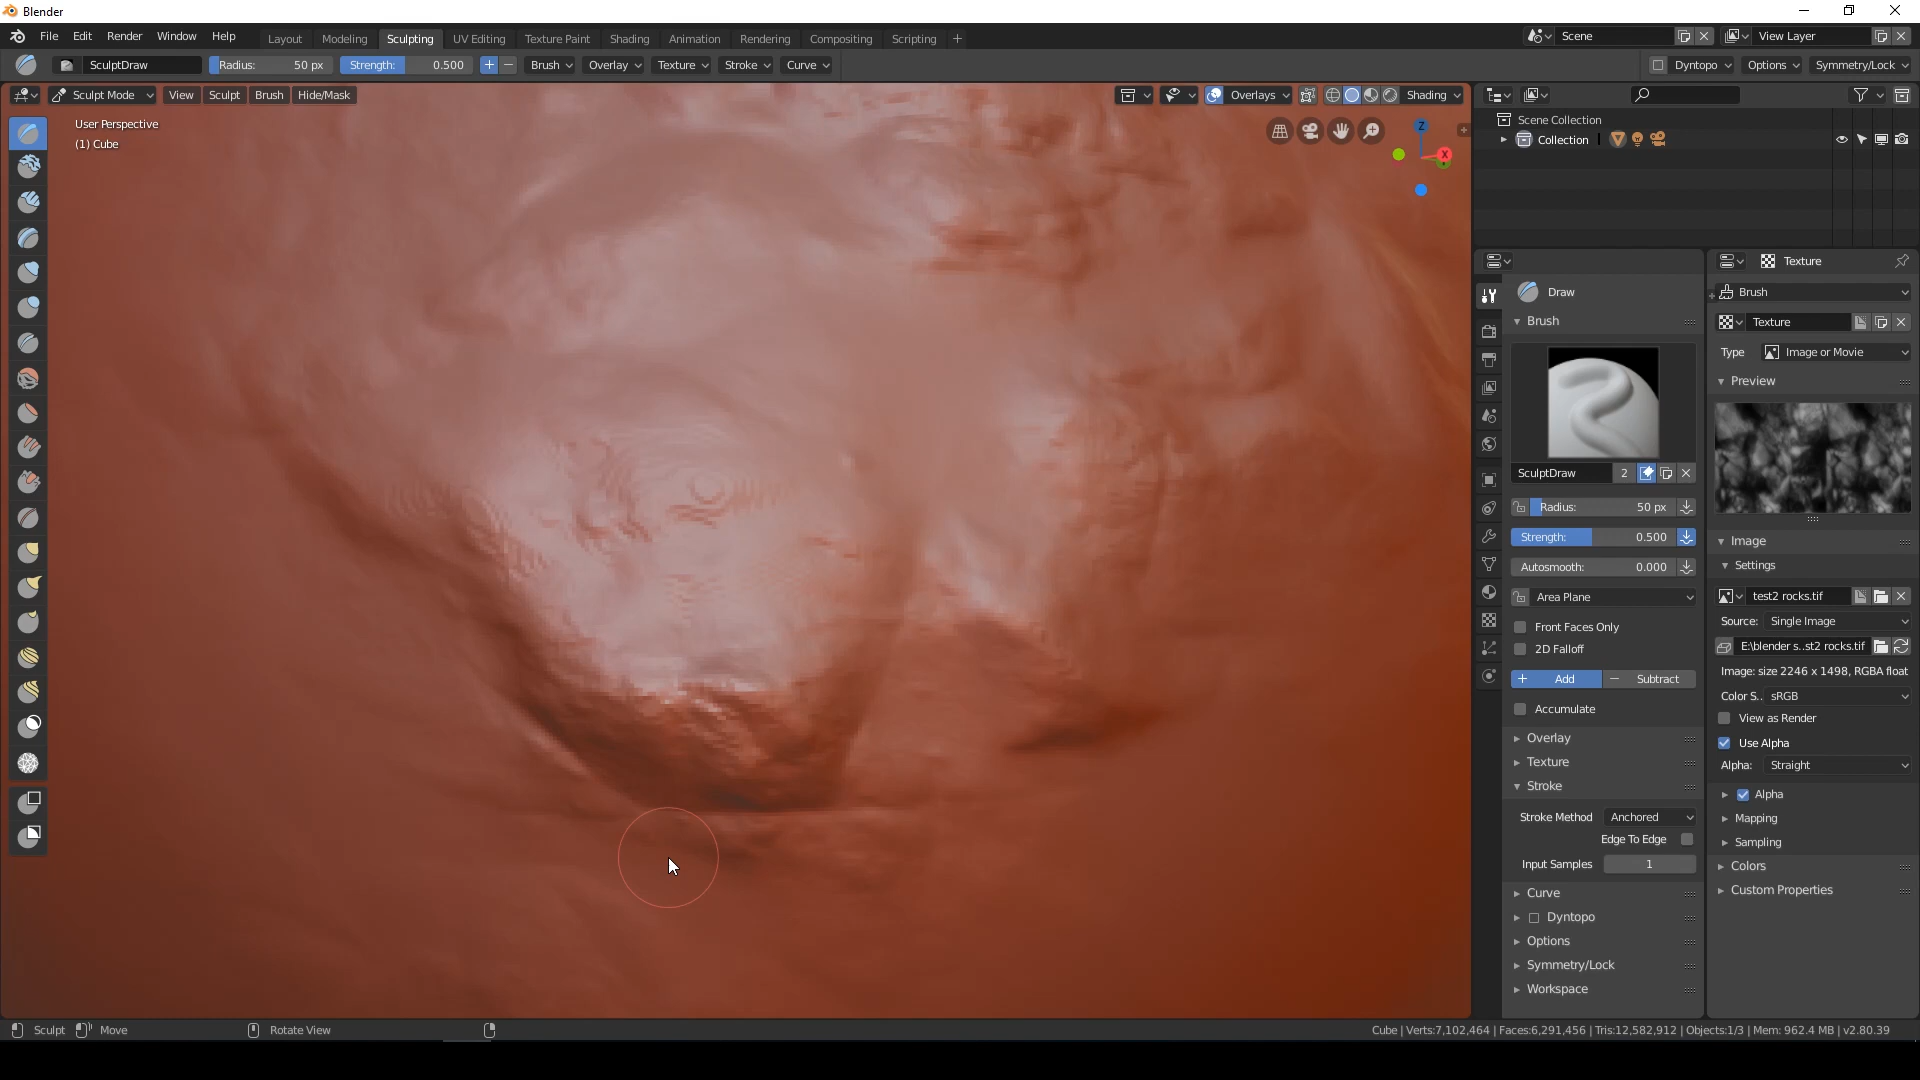 Blender
File Edit Render Window Help Layout Modeling Sculpting UV Editing Texture Paint Shading Animation Rendering Compositing Scripting + Scene View Layer
SculptDraw Radius: 50 px Strength: 0.500 + − Brush Overlay Texture Stroke Curve Dyntopo Options Symmetry/Lock
Sculpt Mode View Sculpt Brush Hide/Mask Overlays Shading
User Perspective
(1) Cube
Z
X
Scene Collection
Collection
Draw
Brush
SculptDraw 2
Radius: 50 px
Strength: 0.500
Autosmooth: 0.000
Area Plane
Front Faces Only
2D Falloff
+ Add − Subtract
Accumulate
Overlay
Texture
Stroke
Stroke Method Anchored
Edge To Edge
Input Samples 1
Curve
Dyntopo
Options
Symmetry/Lock
Workspace
Texture
Brush
Texture
Type Image or Movie
Preview
Image
Settings
test2 rocks.tif
Source: Single Image
E:\blender s..st2 rocks.tif
Image: size 2246 x 1498, RGBA float
Color S.. sRGB
View as Render
Use Alpha
Alpha: Straight
Alpha
Mapping
Sampling
Colors
Custom Properties
Sculpt Move Rotate View
Cube | Verts:7,102,464 | Faces:6,291,456 | Tris:12,582,912 | Objects:1/3 | Mem: 962.4 MB | v2.80.39